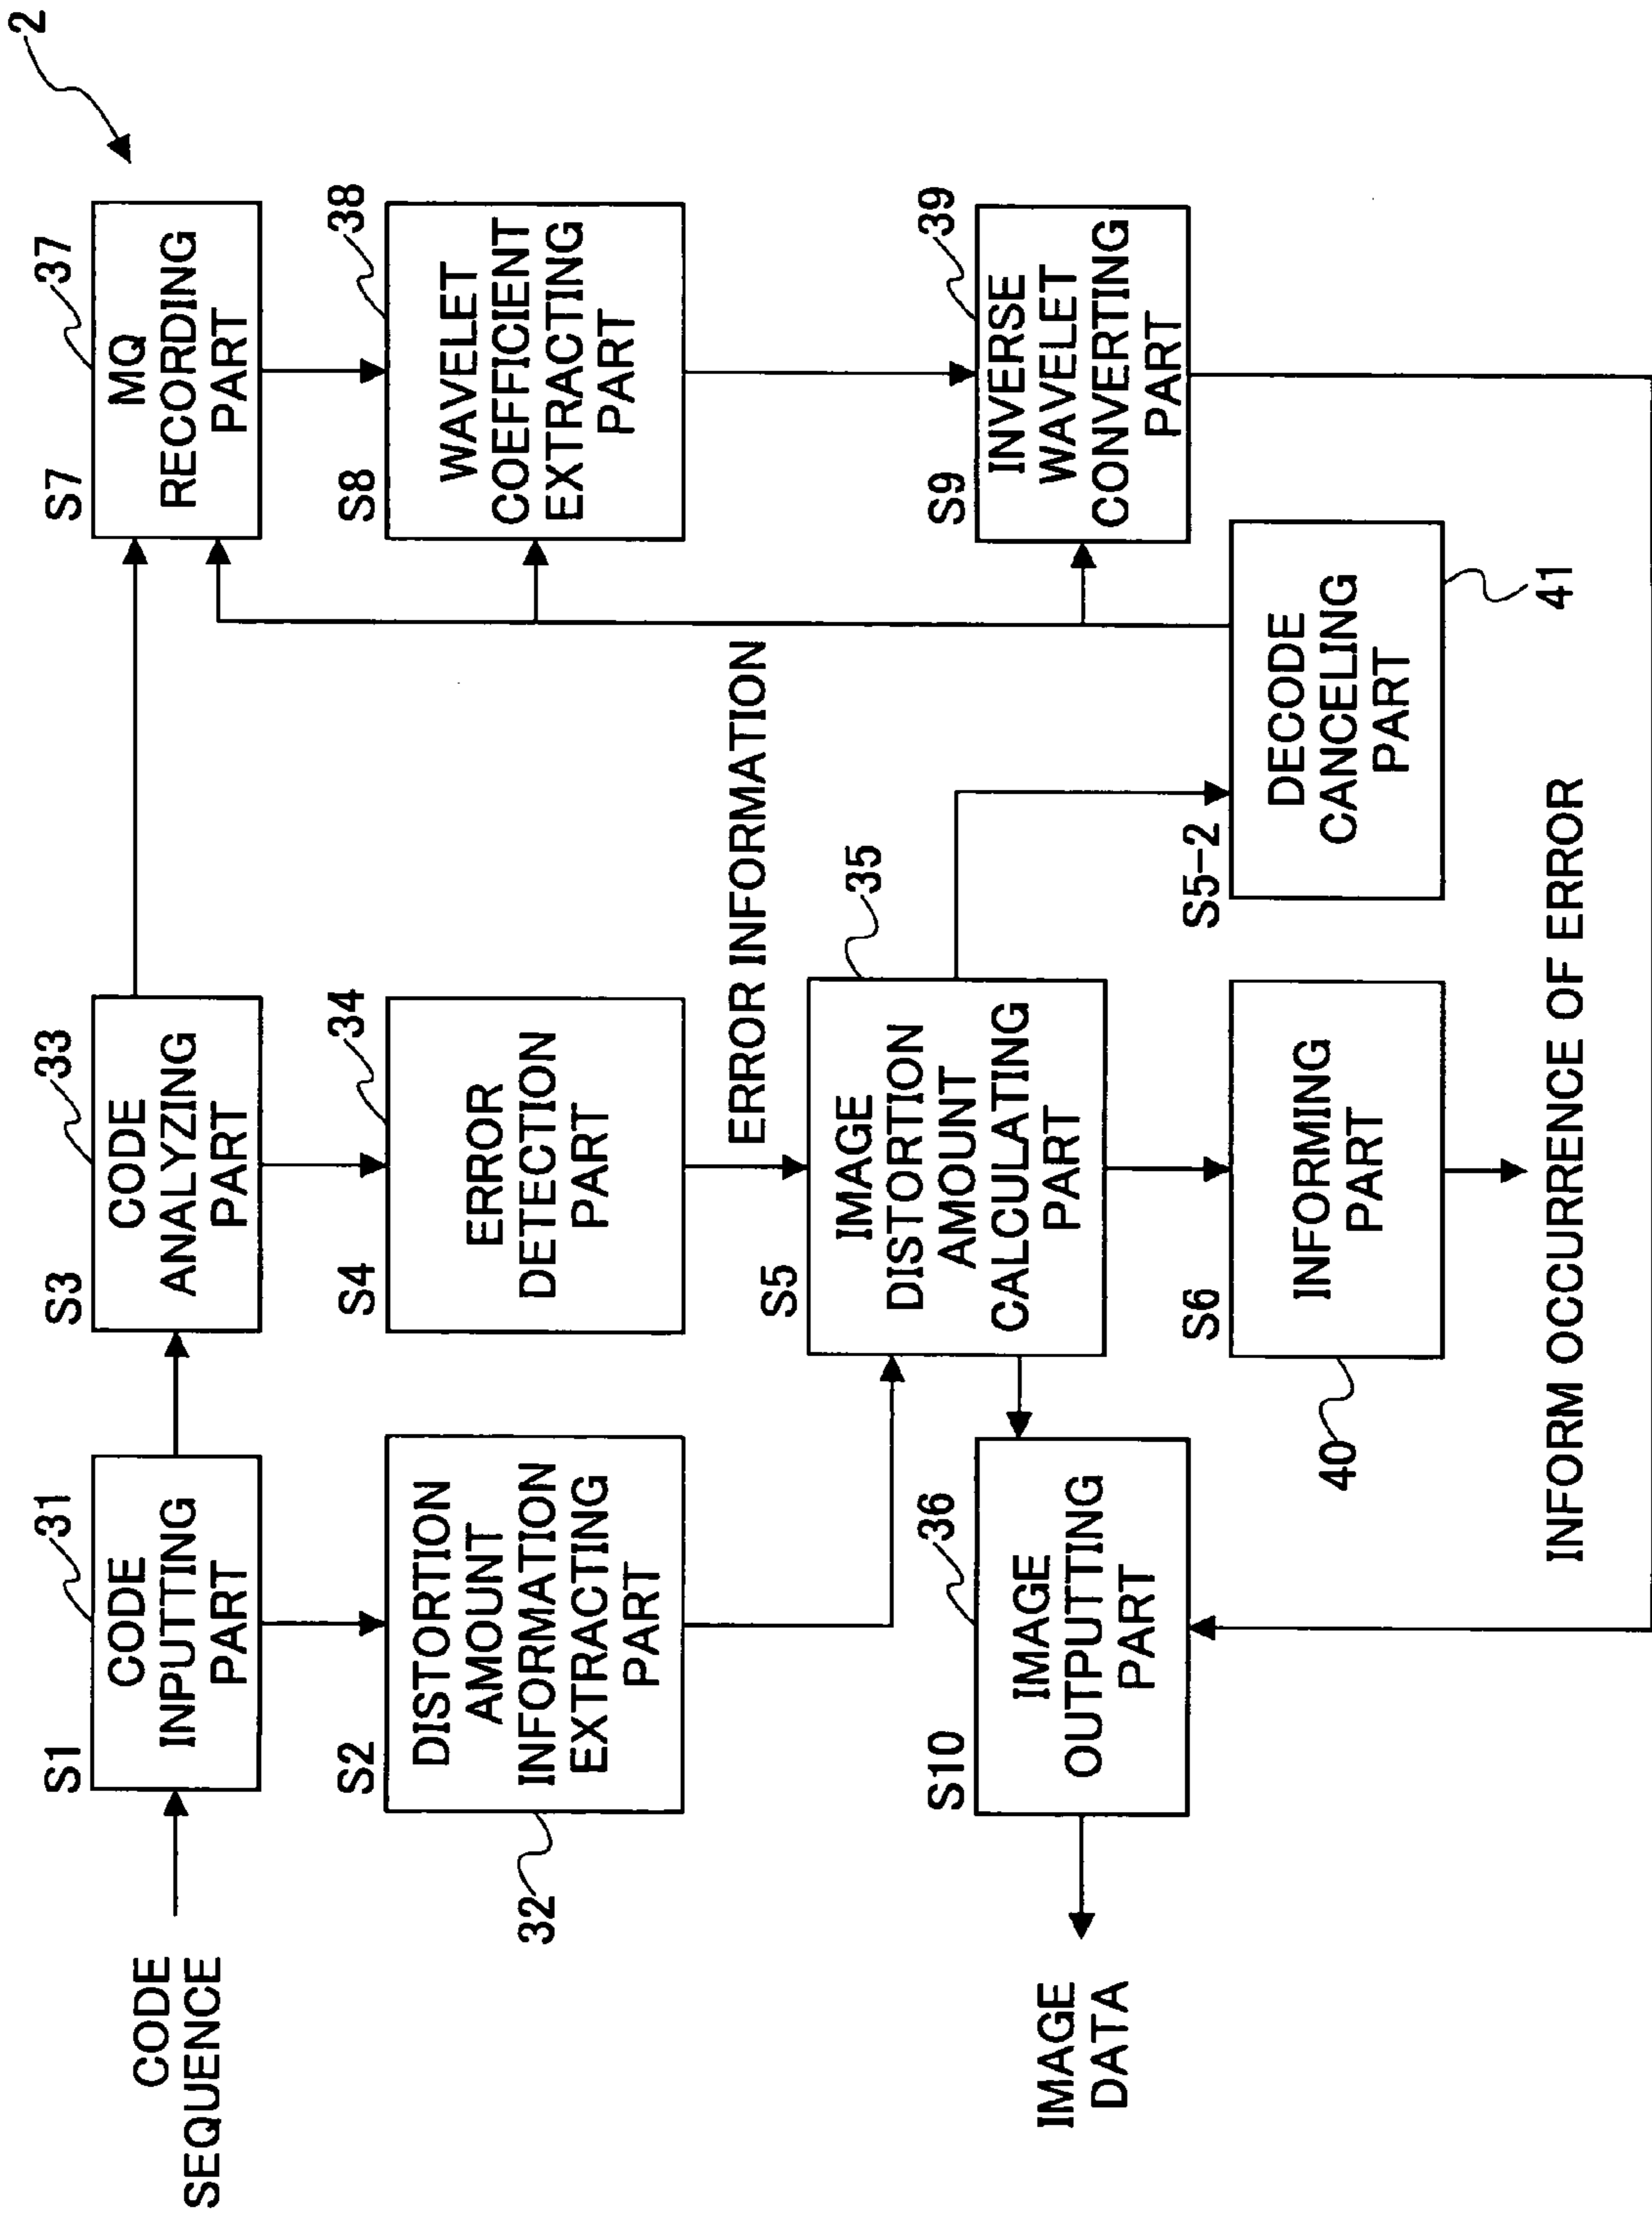 2
S1
31
CODE
INPUTTING
PART
S3
33
CODE
ANALYZING
PART
S7
37
MQ
RECORDING
PART
CODE
SEQUENCE
S2
32
DISTORTION
AMOUNT
INFORMATION
EXTRACTING
PART
S4
34
ERROR
DETECTION
PART
S8
38
WAVELET
COEFFICIENT
EXTRACTING
PART
ERROR INFORMATION
S5
35
IMAGE
DISTORTION
AMOUNT
CALCULATING
PART
S10
36
IMAGE
OUTPUTTING
PART
IMAGE
DATA
S9
39
INVERSE
WAVELET
CONVERTING
PART
S6
40
INFORMING
PART
S5-2
41
DECODE
CANCELING
PART
INFORM OCCURRENCE OF ERROR